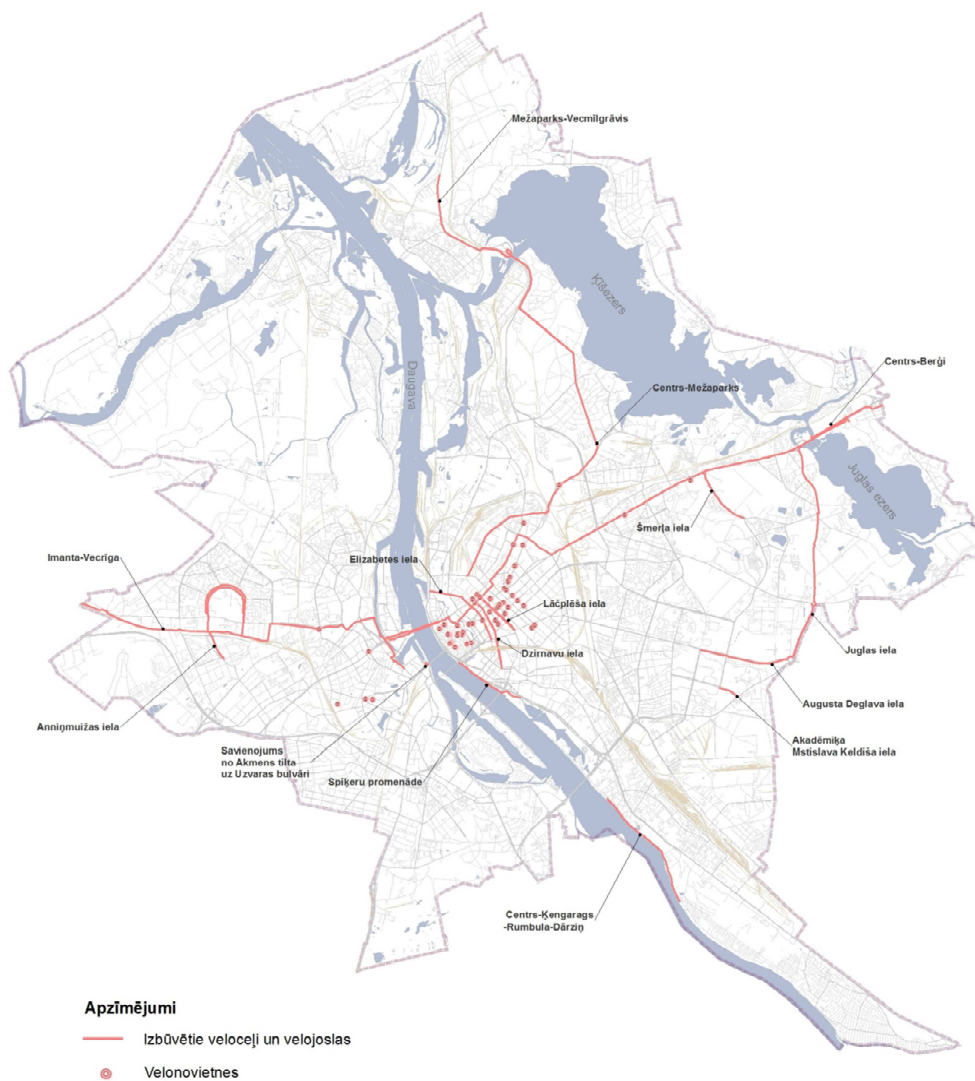 Mežaparks-Vecmīlgrāvis
Ķīšezers
Centrs-Berģi
Daugava
Centrs-Mežaparks
Juglas ezers
Šmerļa iela
Imanta-Vecrīga
Elizabetes iela
Lāčplēša iela
Dzirnavu iela
Juglas iela
Anniņmuižas iela
Augusta Deglava iela
Savienojums
no Akmens tilta
uz Uzvaras bulvāri
Spīķeru promenāde
Akadēmiķa
Mstislava Keldiša iela
Centrs-Ķengarags
-Rumbula-Dārziņ
Apzīmējumi
Izbūvētie veloceļi un velojoslas
Velonovietnes